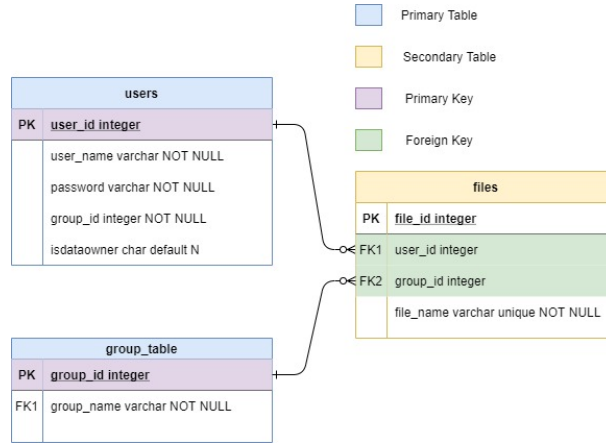 Primary Table
Secondary Table
Primary Key
Foreign Key
users
PK user_id integer
user_name varchar NOT NULL
password varchar NOT NULL
group_id integer NOT NULL
isdataowner char default N
files
PK file_id integer
FK1 user_id integer
FK2 group_id integer
file_name varchar unique NOT NULL
group_table
PK group_id integer
FK1 group_name varchar NOT NULL